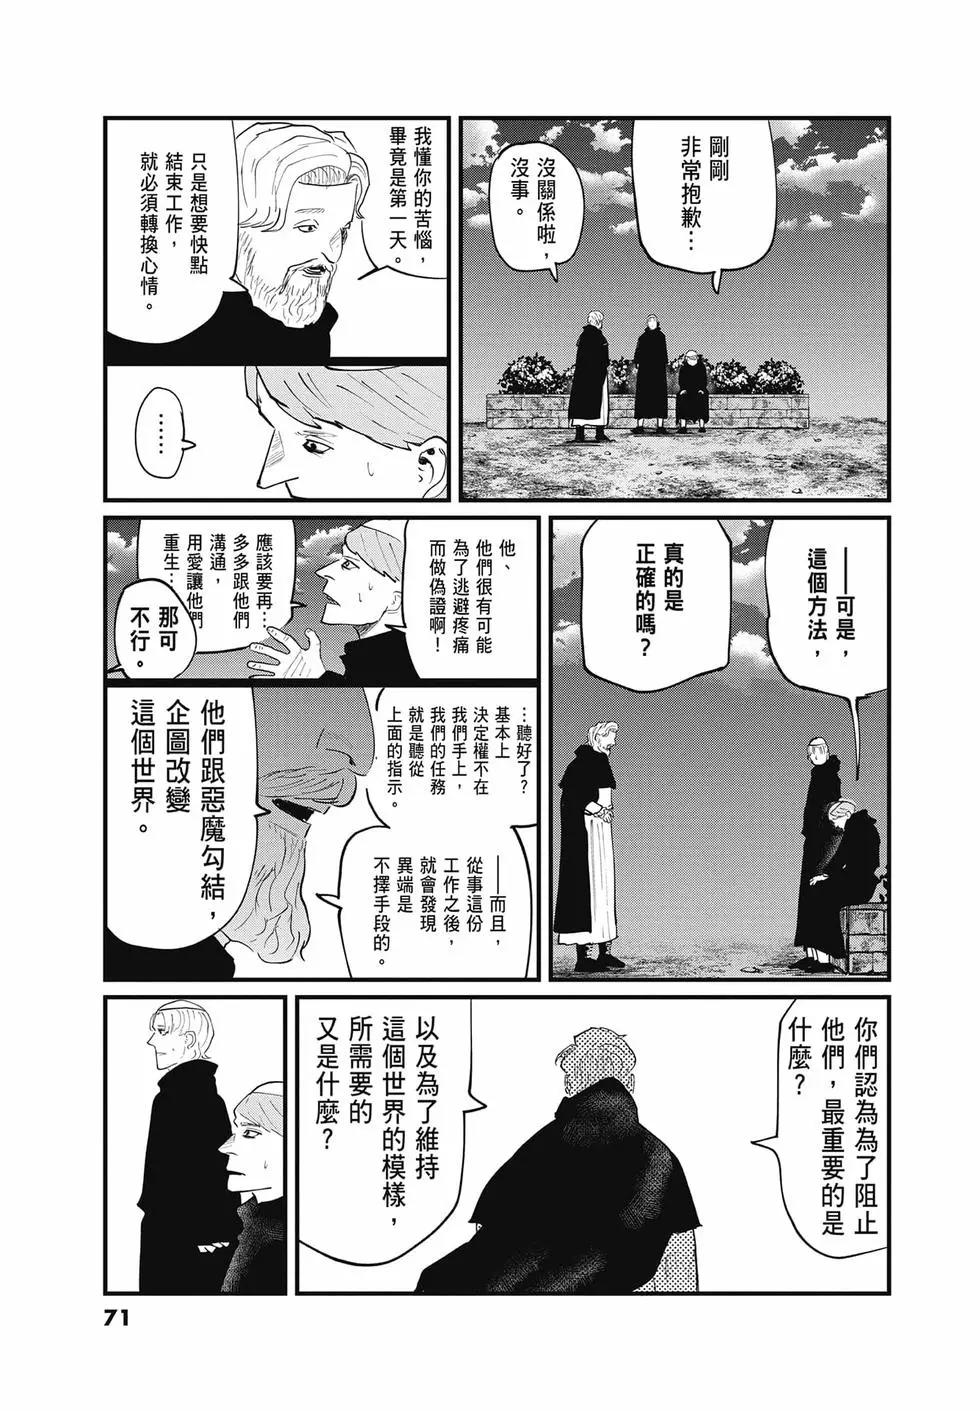 剛剛
非常抱歉…
沒關係啦，
沒事。
我懂你的苦惱，
畢竟是第一天。
只是想要快點
結束工作，
就必須轉換心情。
……
──可是，
這個方法，
真的是
正確的嗎？
他、
他們很有可能
為了逃避疼痛
而做偽證啊！
應該要再…
多多跟他們
溝通，
用愛讓他們
重生…
那可
不行。
…聽好了？
基本上
決定權不在
我們手上，
我們的任務
就是聽從
上面的指示。
──而且，
從事這份
工作之後，
就會發現
異端是
不擇手段的。
他們跟惡魔勾結，
企圖改變
這個世界。
你們認為為了阻止
他們，最重要的是
什麼？
以及為了維持
這個世界的模樣，
所需要的
又是什麼？
71